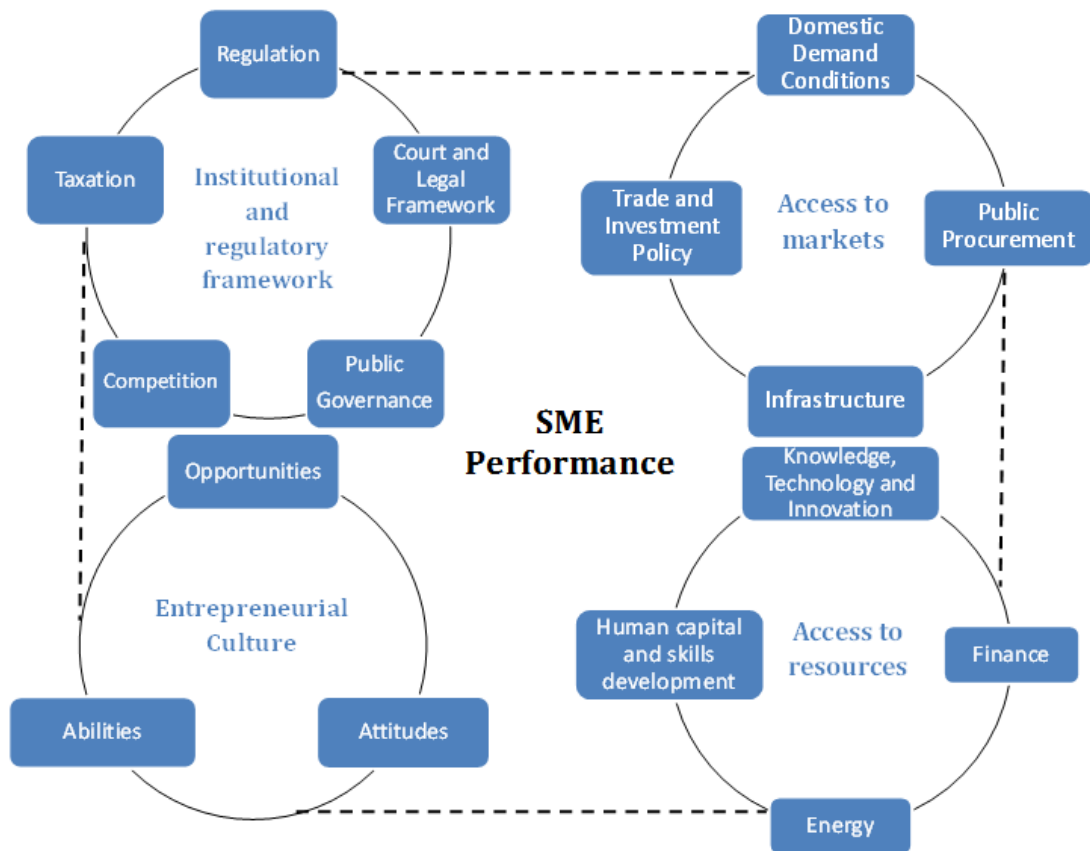 Regulation
Taxation
Court and
Legal
Framework
Institutional
and
regulatory
framework
Competition
Public
Governance
Domestic
Demand
Conditions
Trade and
Investment
Policy
Access to
markets
Public
Procurement
Infrastructure
SME
Performance
Opportunities
Entrepreneurial
Culture
Abilities
Attitudes
Knowledge,
Technology and
Innovation
Human capital
and skills
development
Access to
resources
Finance
Energy